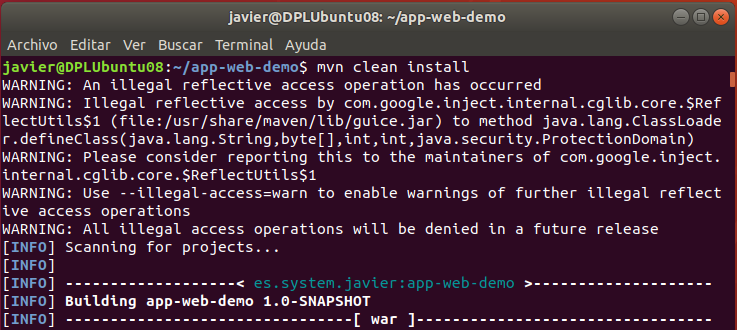 javier@DPLUbuntu08: ~/app-web-demo
Archivo Editar Ver Buscar Terminal Ayuda
javier@DPLUbuntu08:~/app-web-demo$ mvn clean install
WARNING: An illegal reflective access operation has occurred
WARNING: Illegal reflective access by com.google.inject.internal.cglib.core.$Ref
lectUtils$1 (file:/usr/share/maven/lib/guice.jar) to method java.lang.ClassLoade
r.defineClass(java.lang.String,byte[],int,int,java.security.ProtectionDomain)
WARNING: Please consider reporting this to the maintainers of com.google.inject.
internal.cglib.core.$ReflectUtils$1
WARNING: Use --illegal-access=warn to enable warnings of further illegal reflect
ive access operations
WARNING: All illegal access operations will be denied in a future release
[INFO] Scanning for projects...
[INFO]
[INFO] -------------------< es.system.javier:app-web-demo >--------------------
[INFO] Building app-web-demo 1.0-SNAPSHOT
[INFO] --------------------------------[ war ]---------------------------------